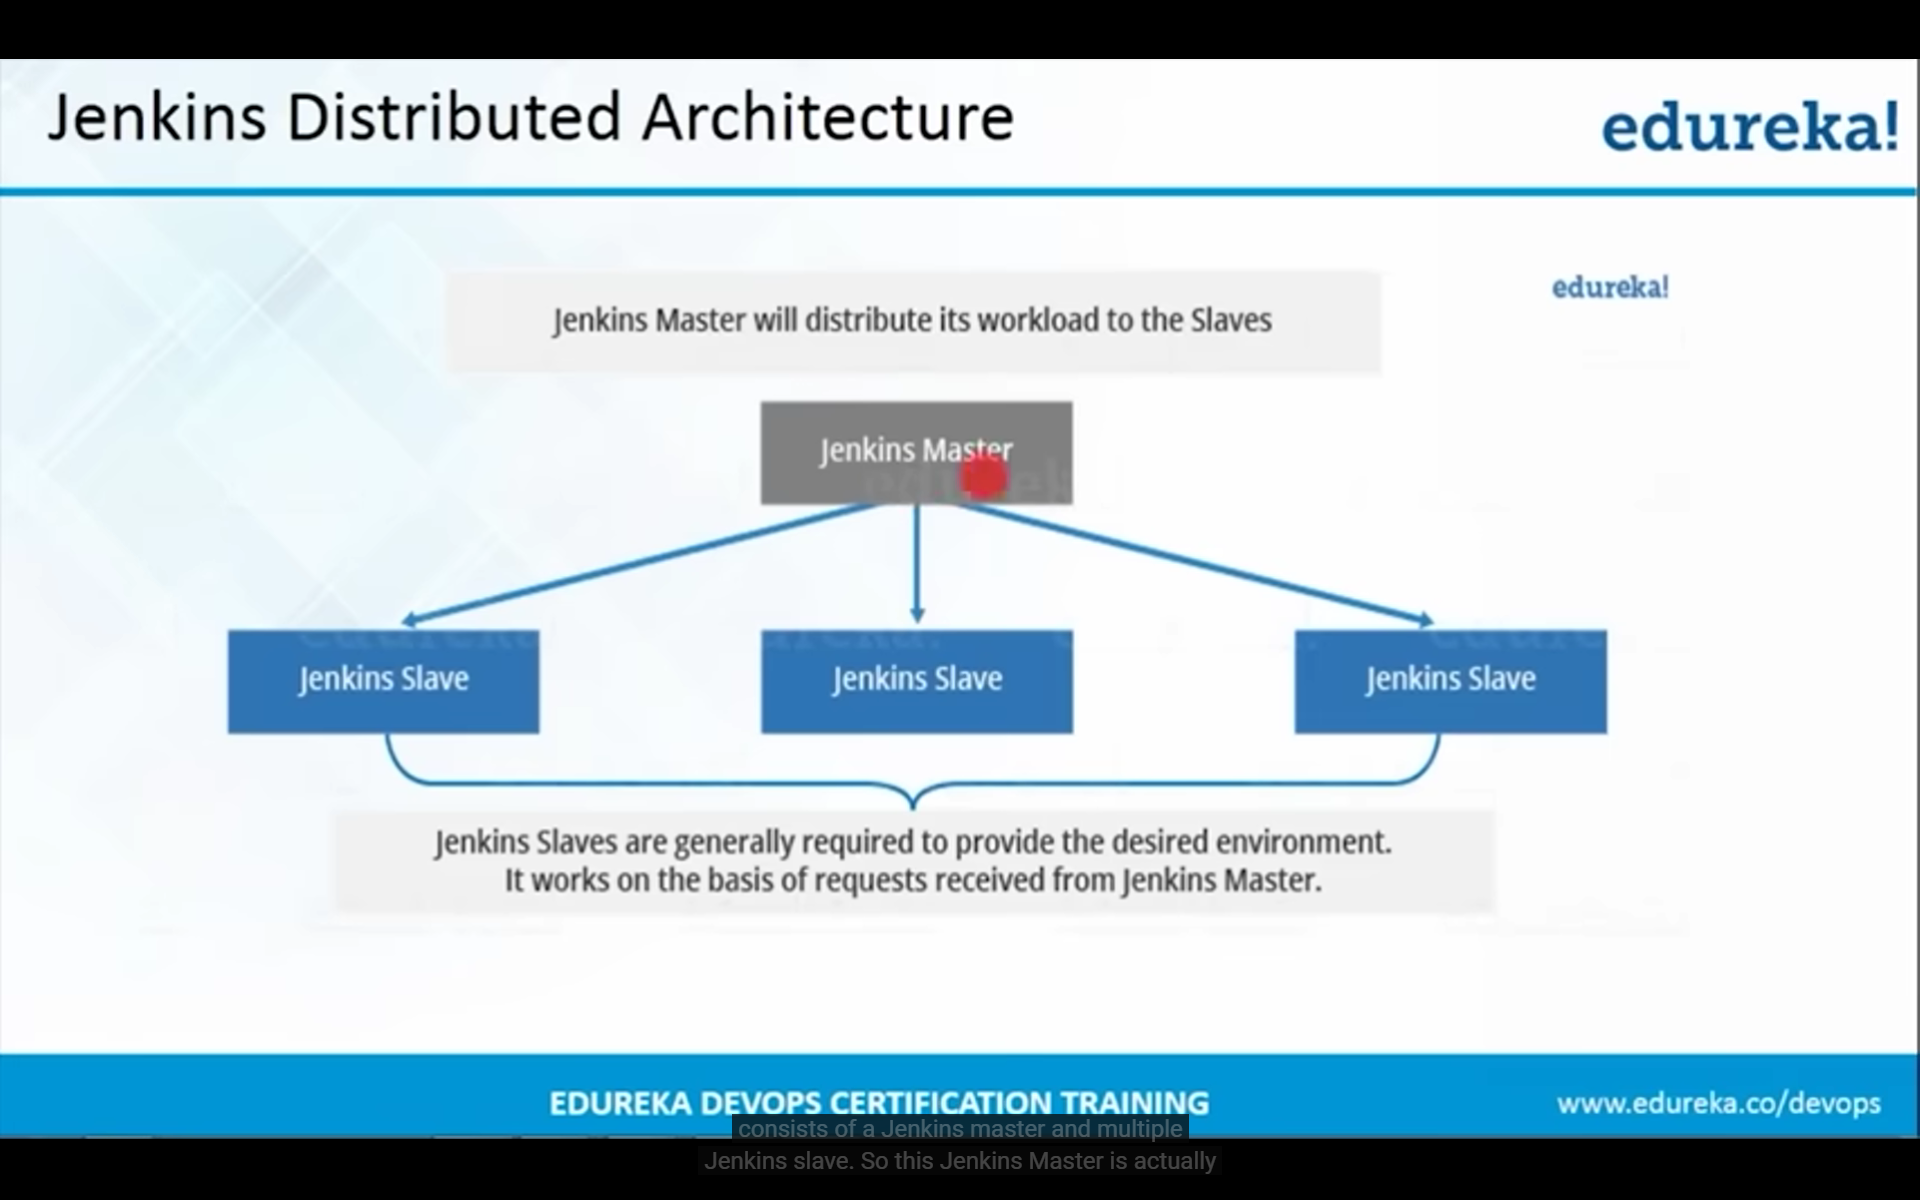 Jenkins Distributed Architecture
edureka!
edureka!
Jenkins Master will distribute its workload to the Slaves
Jenkins Master
Jenkins Slave
Jenkins Slave
Jenkins Slave
Jenkins Slaves are generally required to provide the desired environment.
It works on the basis of requests received from Jenkins Master.
EDUREKA DEVOPS CERTIFICATION TRAINING
www.edureka.co/devops
consists of a Jenkins master and multiple
Jenkins slave. So this Jenkins Master is actually